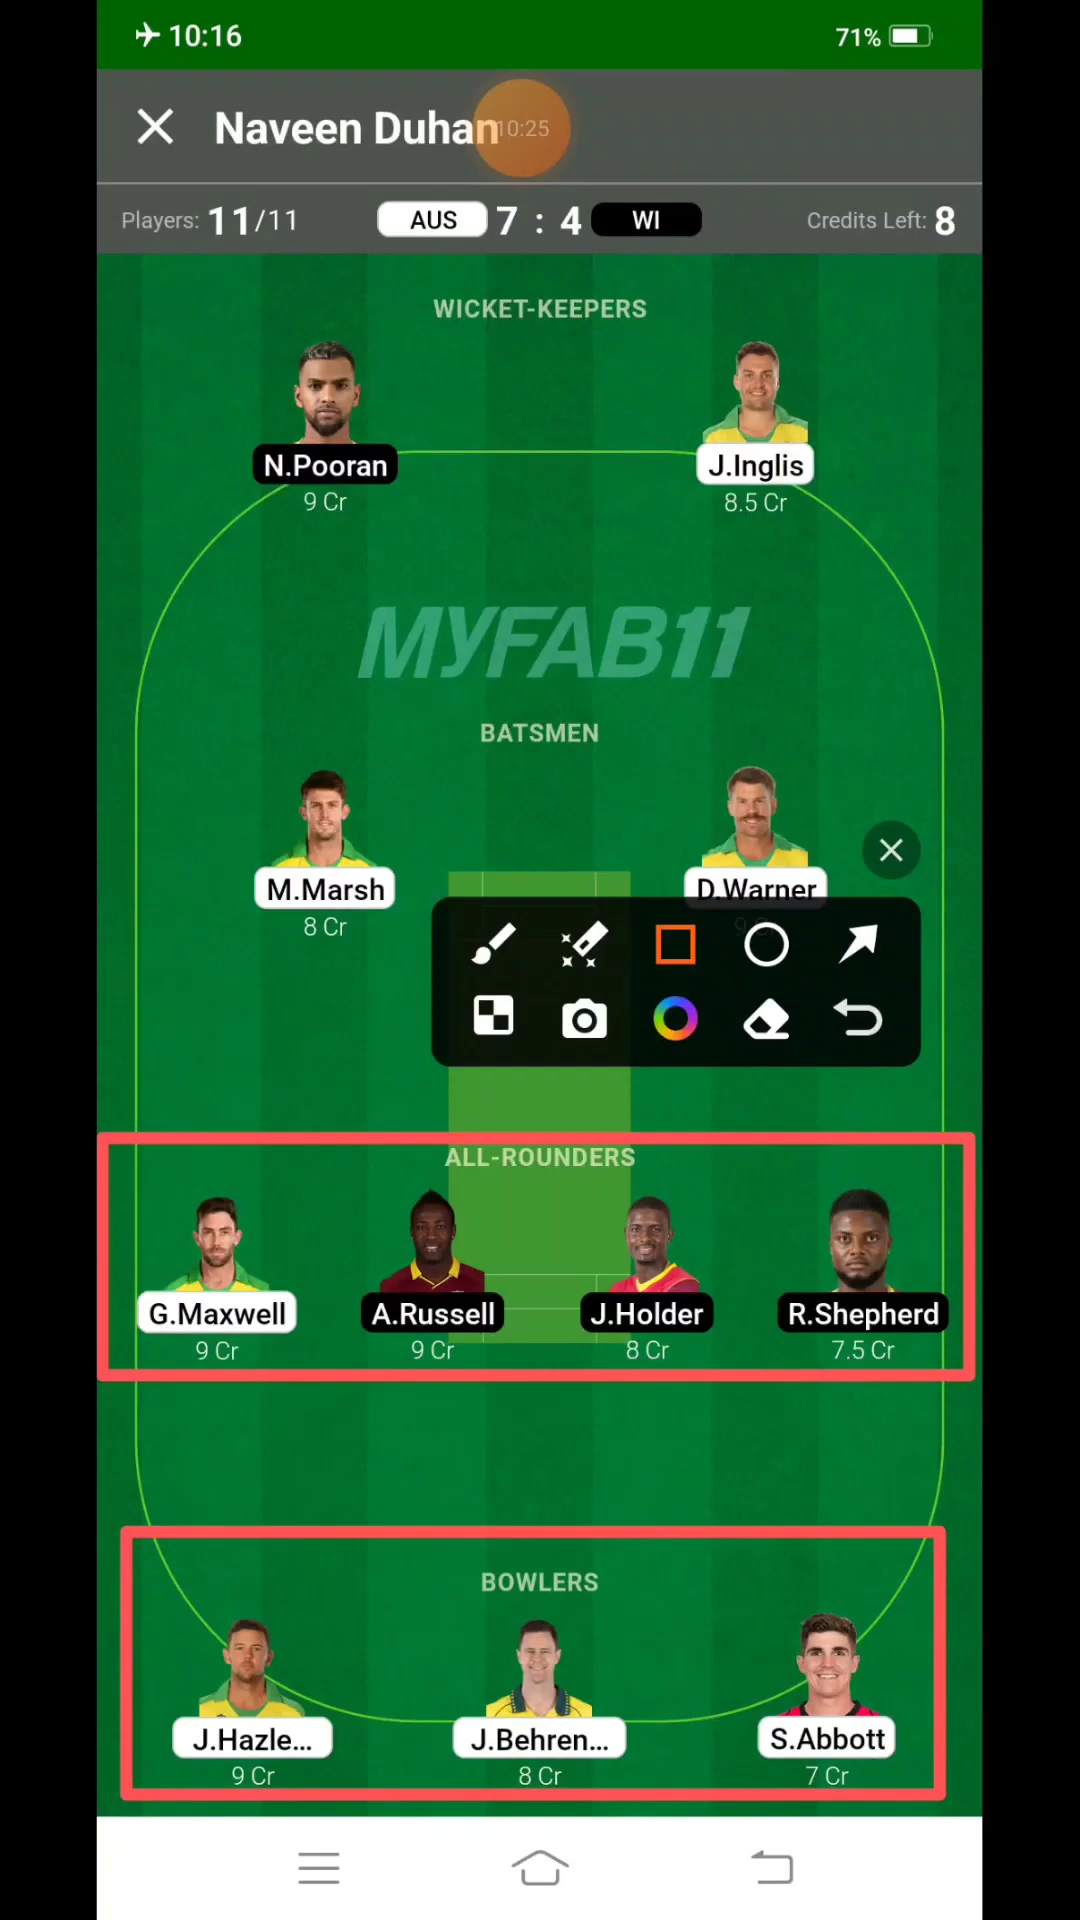 10:16
71%
Naveen Duhan
10:25
Players: 11/11
AUS 7 : 4 WI
Credits Left: 8
WICKET-KEEPERS
N.Pooran
9 Cr
J.Inglis
8.5 Cr
MYFAB11
BATSMEN
M.Marsh
8 Cr
D.Warner
ALL-ROUNDERS
G.Maxwell
9 Cr
A.Russell
9 Cr
J.Holder
8 Cr
R.Shepherd
7.5 Cr
BOWLERS
J.Hazle...
9 Cr
J.Behren...
8 Cr
S.Abbott
7 Cr